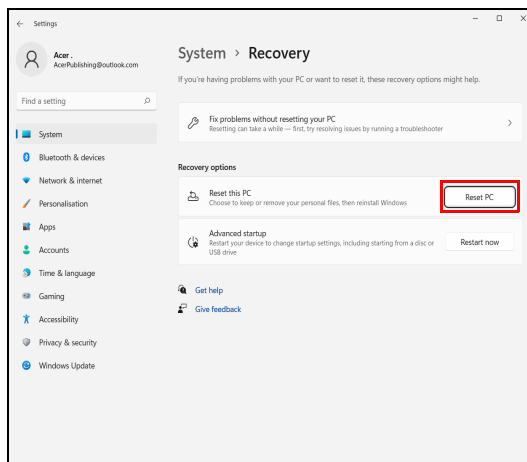 Settings
Acer .
AcerPublishing@outlook.com
Find a setting
System
Bluetooth & devices
Network & internet
Personalisation
Apps
Accounts
Time & language
Gaming
Accessibility
Privacy & security
Windows Update
System > Recovery
If you're having problems with your PC or want to reset it, these recovery options might help.
Fix problems without resetting your PC
Resetting can take a while — first, try resolving issues by running a troubleshooter
Recovery options
Reset this PC
Choose to keep or remove your personal files, then reinstall Windows
Reset PC
Advanced startup
Restart your device to change startup settings, including starting from a disc or
USB drive
Restart now
Get help
Give feedback